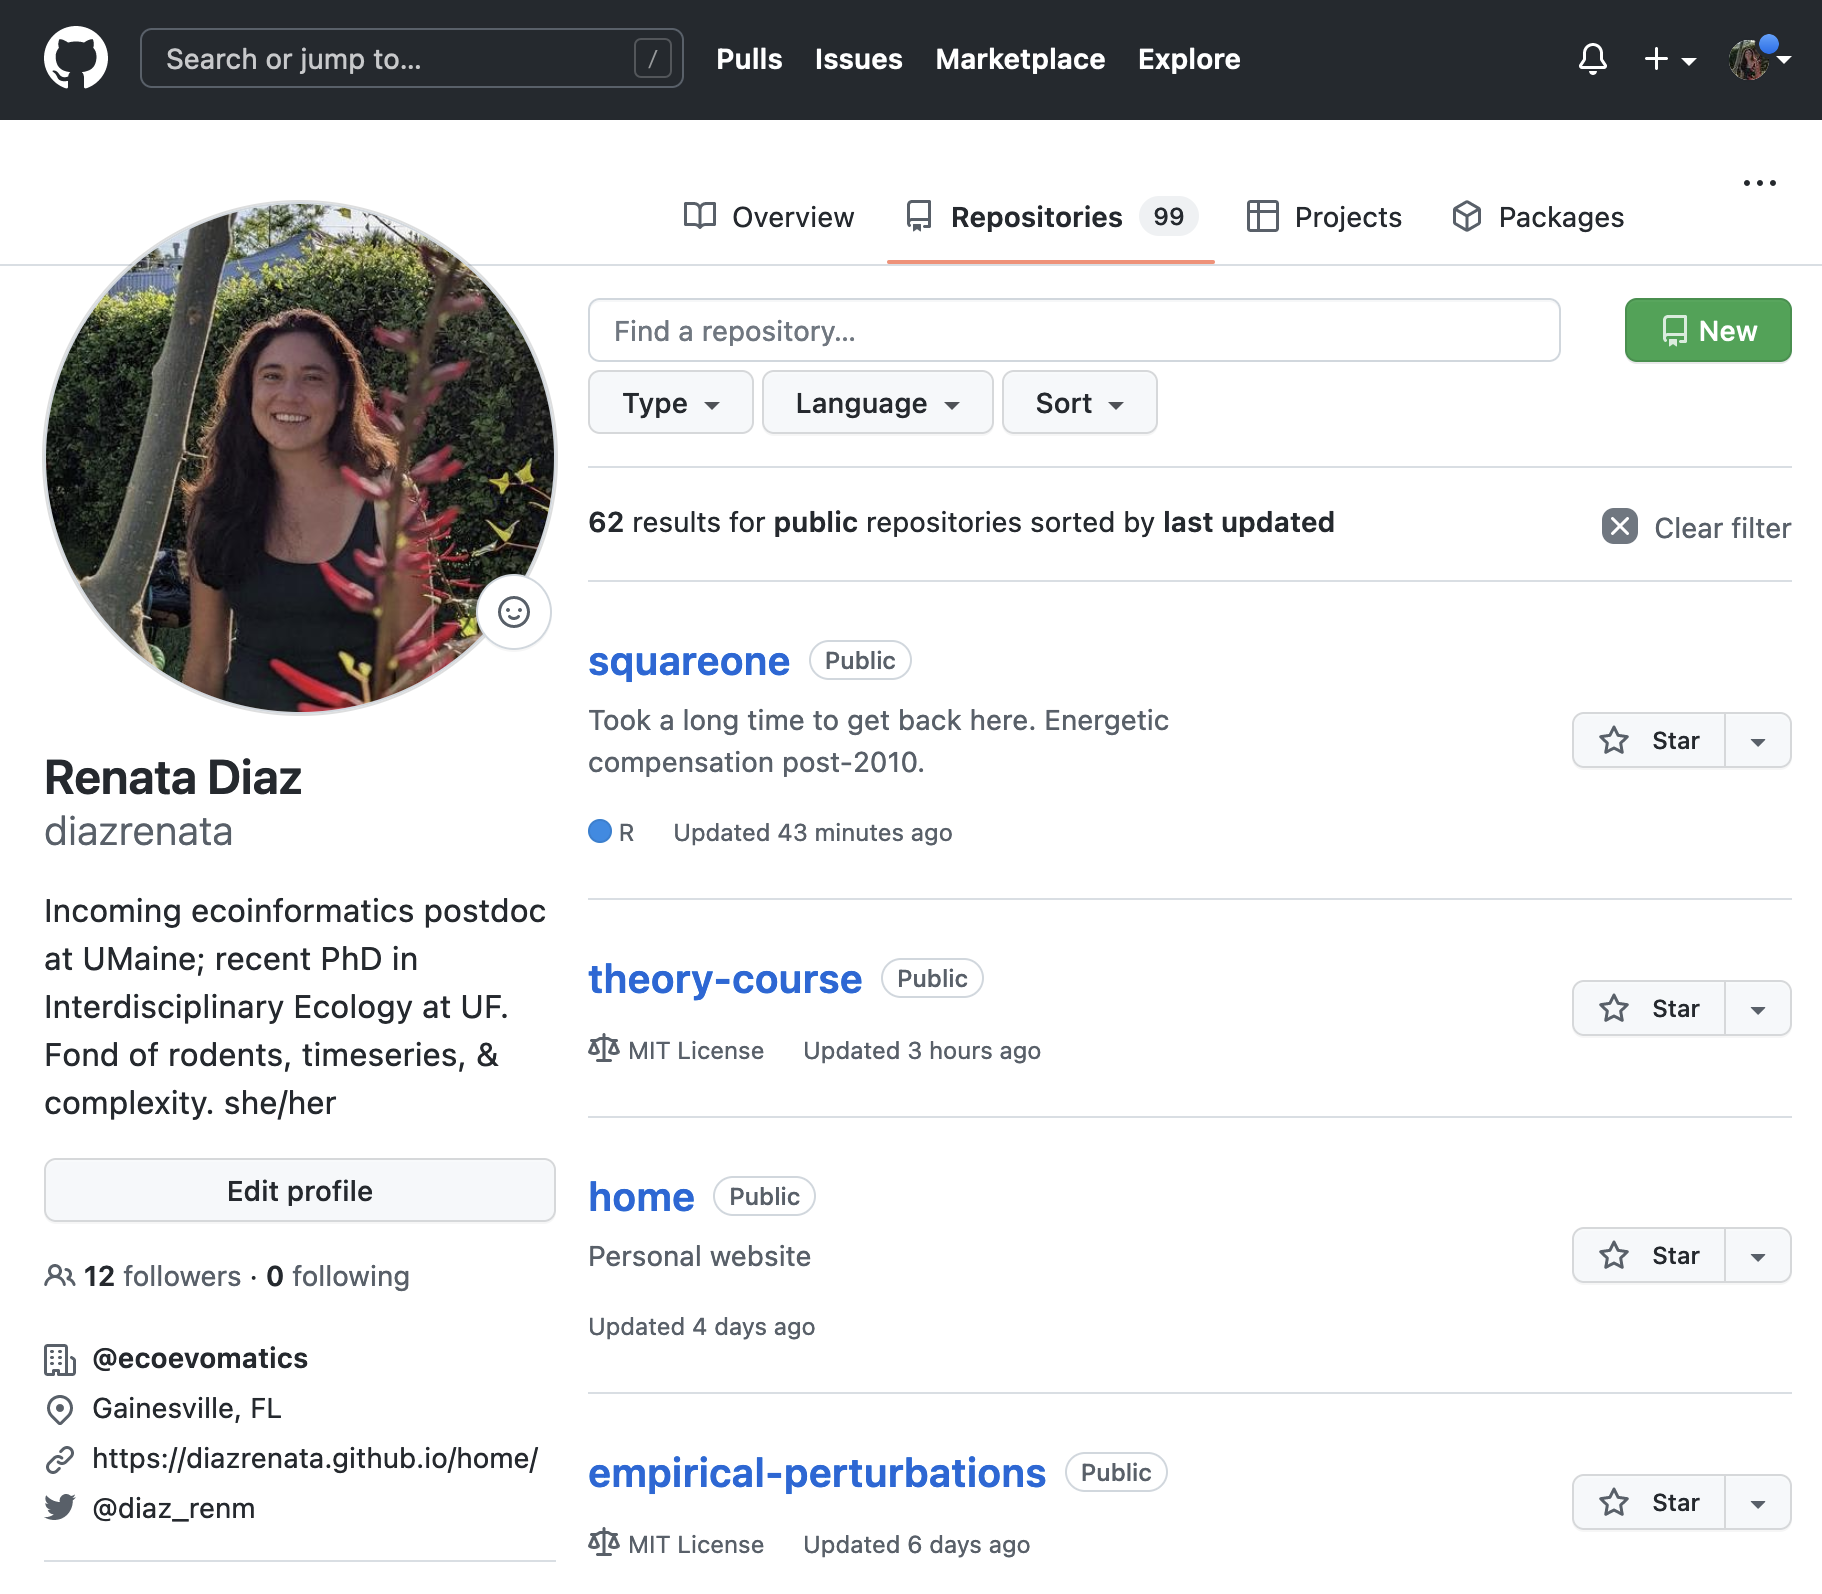 Search or jump to... /
Pulls Issues Marketplace Explore
Overview Repositories 99 Projects Packages
Find a repository...
New
Type Language Sort
62 results for public repositories sorted by last updated
Clear filter
squareone Public
Took a long time to get back here. Energetic
compensation post-2010.
Star
R Updated 43 minutes ago
theory-course Public
Star
MIT License Updated 3 hours ago
home Public
Personal website
Star
Updated 4 days ago
empirical-perturbations Public
Star
MIT License Updated 6 days ago
Renata Diaz
diazrenata
Incoming ecoinformatics postdoc
at UMaine; recent PhD in
Interdisciplinary Ecology at UF.
Fond of rodents, timeseries, &
complexity. she/her
Edit profile
12 followers · 0 following
@ecoevomatics
Gainesville, FL
https://diazrenata.github.io/home/
@diaz_renm